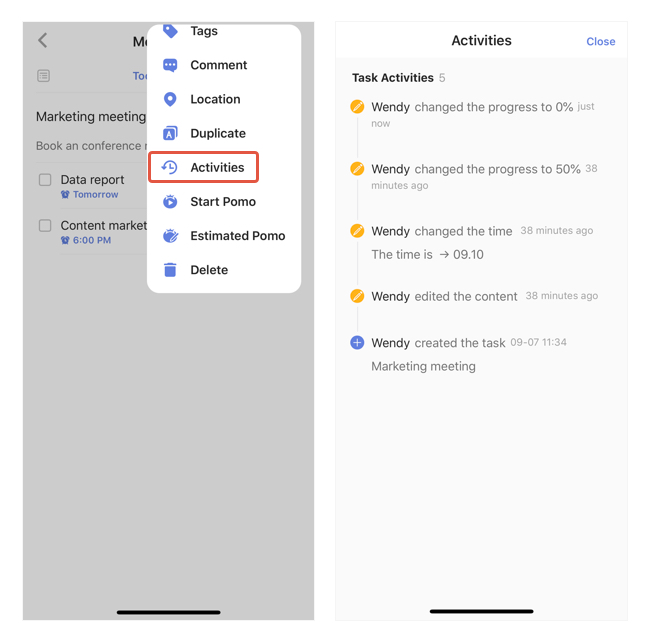 Tags
Comment
Location
Duplicate
Activities
Start Pomo
Estimated Pomo
Delete
Marketing meeting
Book an conference
Data report
Tomorrow
Content market
6:00 PM
Activities
Close
Task Activities 5
Wendy changed the progress to 0% just
now
Wendy changed the progress to 50% 38
minutes ago
Wendy changed the time 38 minutes ago
The time is → 09.10
Wendy edited the content 38 minutes ago
Wendy created the task 09-07 11:34
Marketing meeting